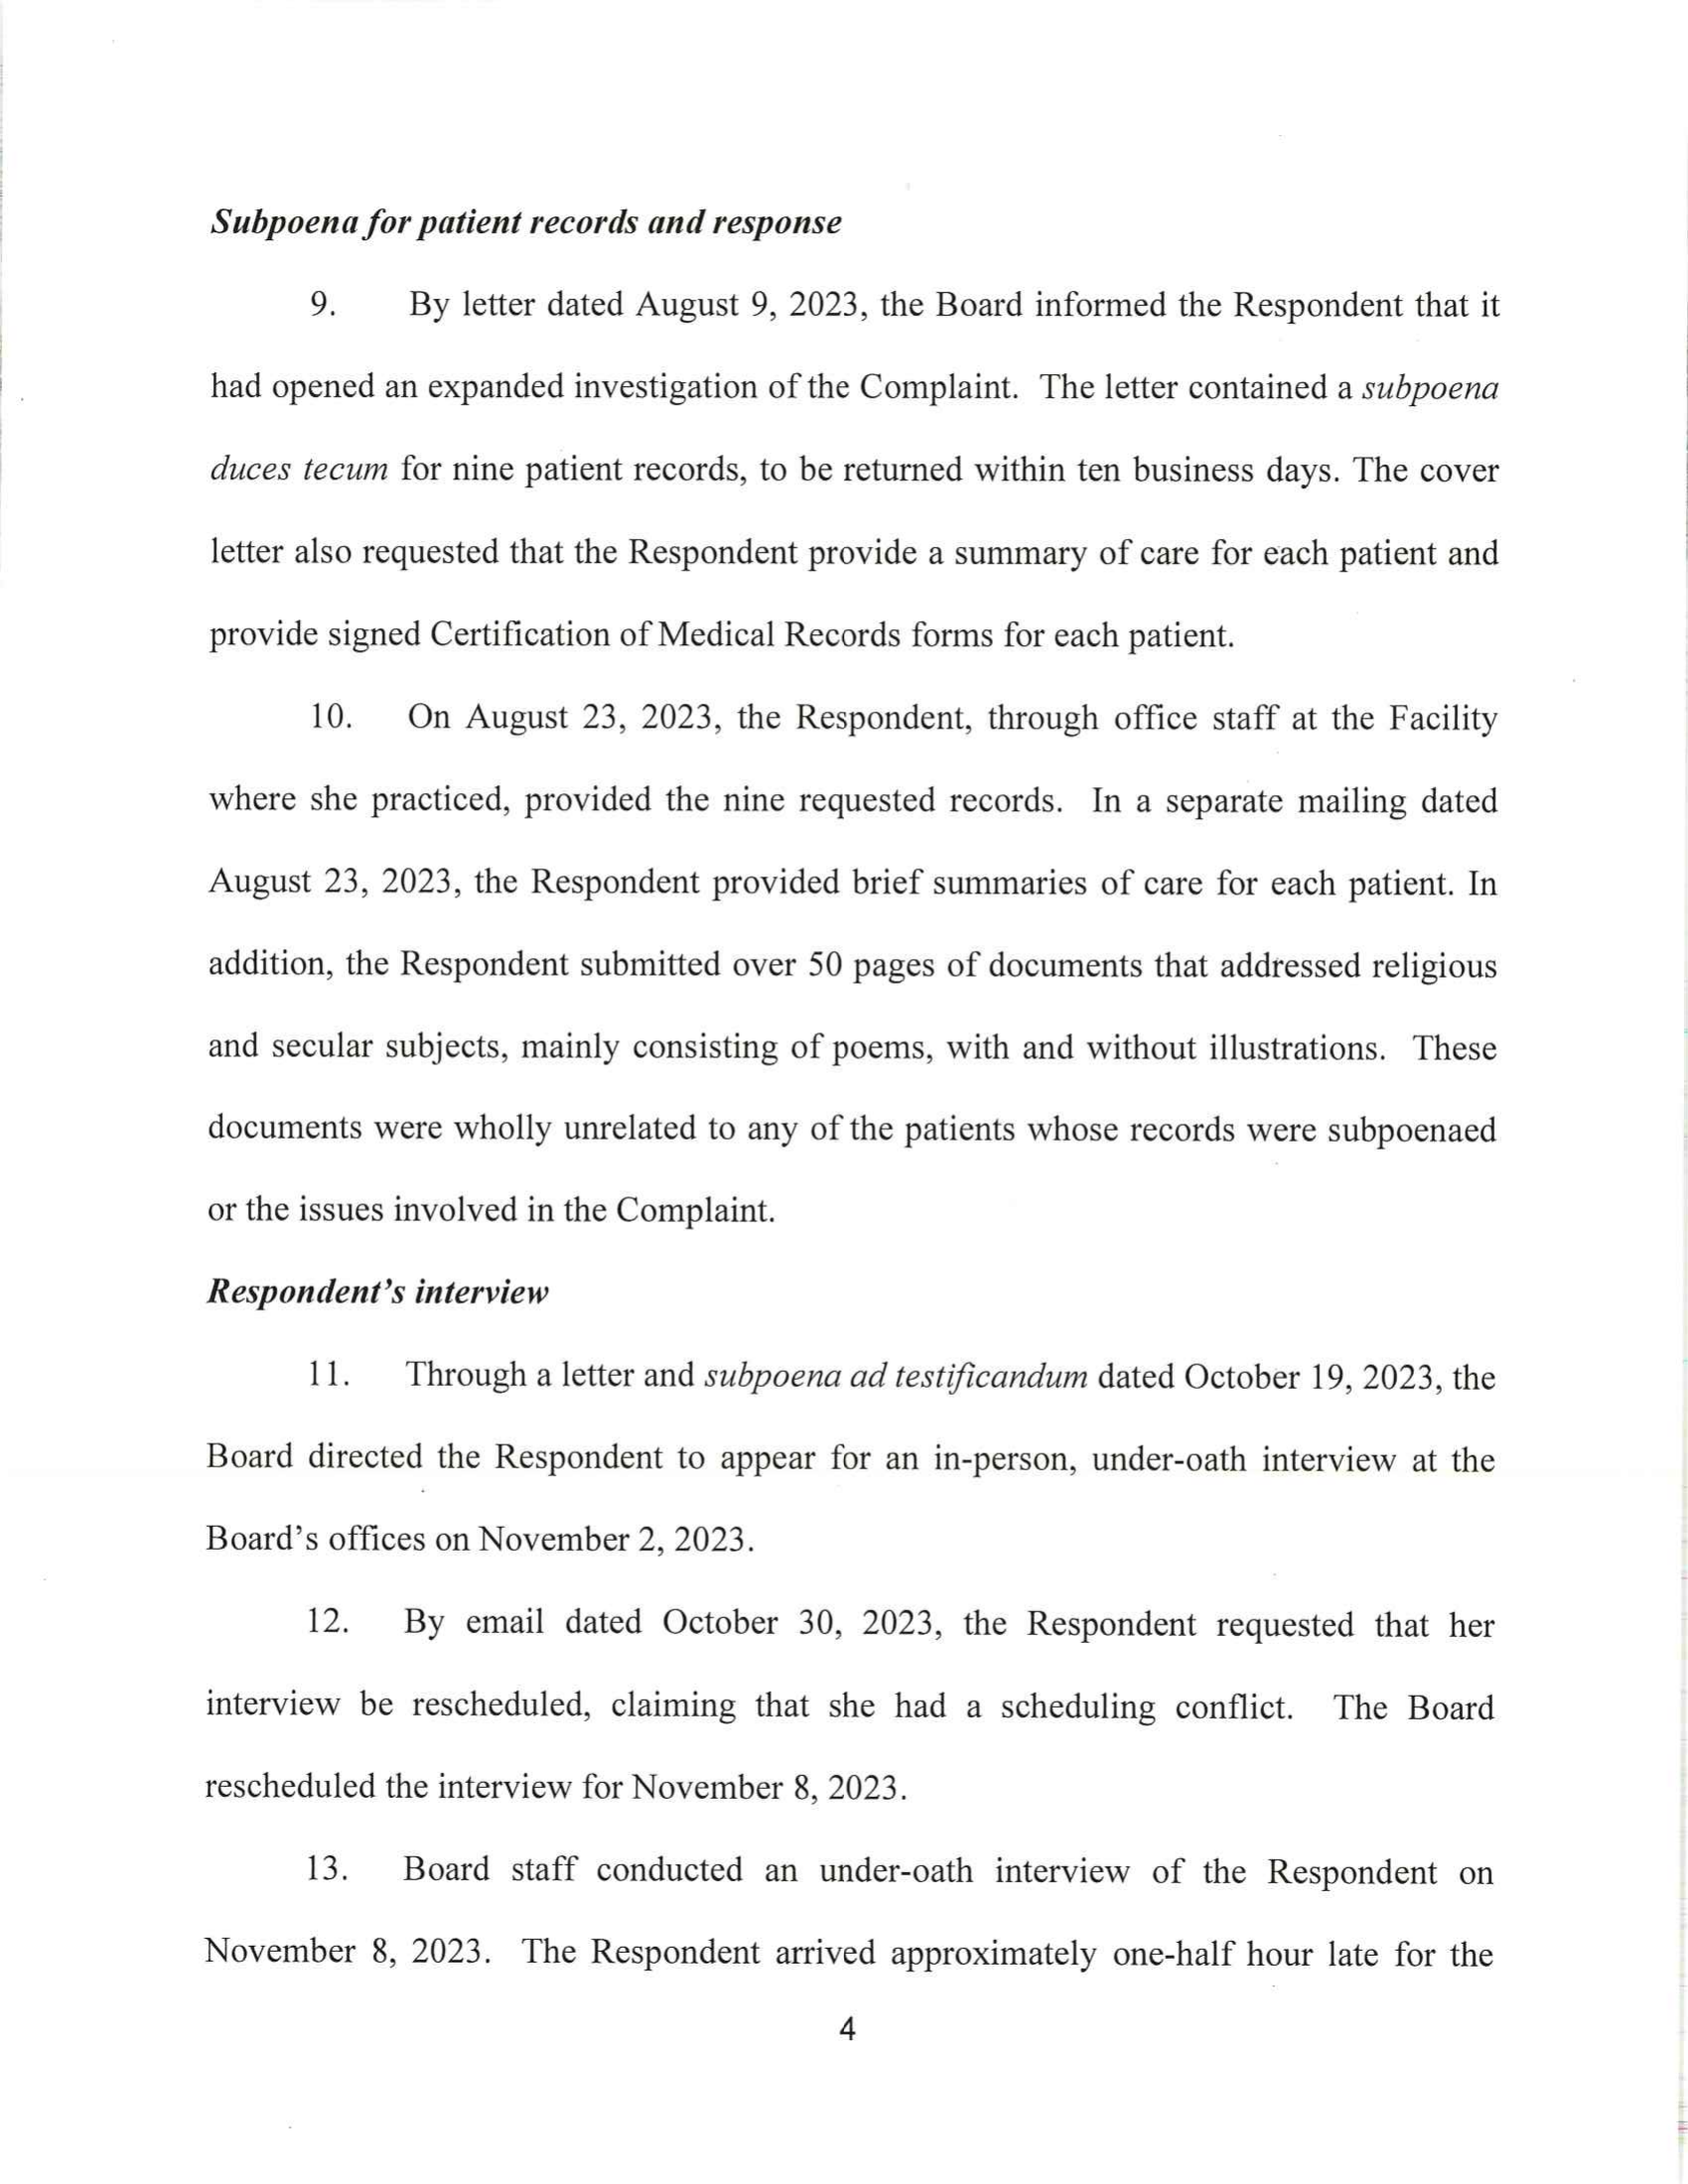 Subpoena for patient records and response
9. By letter dated August 9, 2023, the Board informed the Respondent that it
had opened an expanded investigation of the Complaint. The letter contained a subpoena
duces tecum for nine patient records, to be returned within ten business days. The cover
letter also requested that the Respondent provide a summary of care for each patient and
provide signed Certification of Medical Records forms for each patient.
10. On August 23, 2023, the Respondent, through office staff at the Facility
where she practiced, provided the nine requested records. In a separate mailing dated
August 23, 2023, the Respondent provided brief summaries of care for each patient. In
addition, the Respondent submitted over 50 pages of documents that addressed religious
and secular subjects, mainly consisting of poems, with and without illustrations. These
documents were wholly unrelated to any of the patients whose records were subpoenaed
or the issues involved in the Complaint.
Respondent's interview
11. Through a letter and subpoena ad testificandum dated October 19, 2023, the
Board directed the Respondent to appear for an in-person, under-oath interview at the
Board's offices on November 2, 2023.
12. By email dated October 30, 2023, the Respondent requested that her
interview be rescheduled, claiming that she had a scheduling conflict. The Board
rescheduled the interview for November 8, 2023.
13. Board staff conducted an under-oath interview of the Respondent on
November 8, 2023. The Respondent arrived approximately one-half hour late for the
4